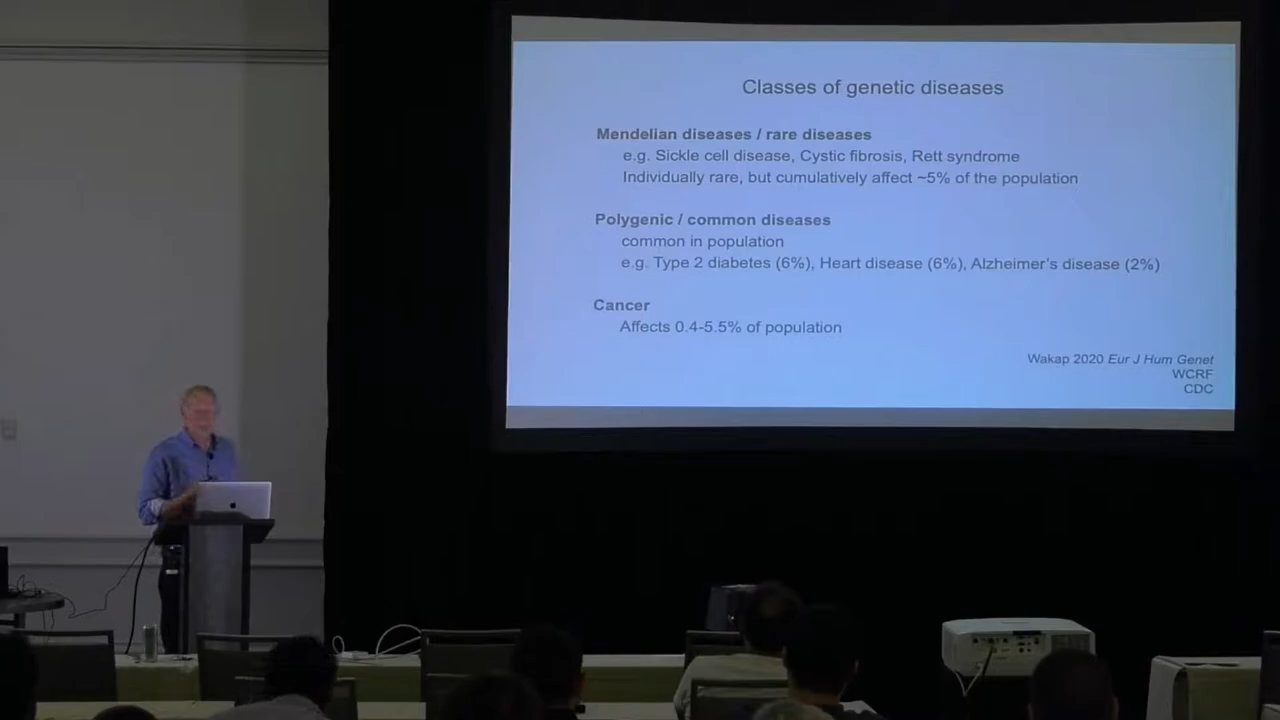 Classes of genetic diseases
Mendelian diseases / rare diseases
e.g. Sickle cell disease, Cystic fibrosis, Rett syndrome
Individually rare, but cumulatively affect ~5% of the population
Polygenic / common diseases
common in population
e.g. Type 2 diabetes (6%), Heart disease (6%), Alzheimer's disease (2%)
Cancer
Affects 0.4-5.5% of population
Wakap 2020 Eur J Hum Genet
WCRF
CDC